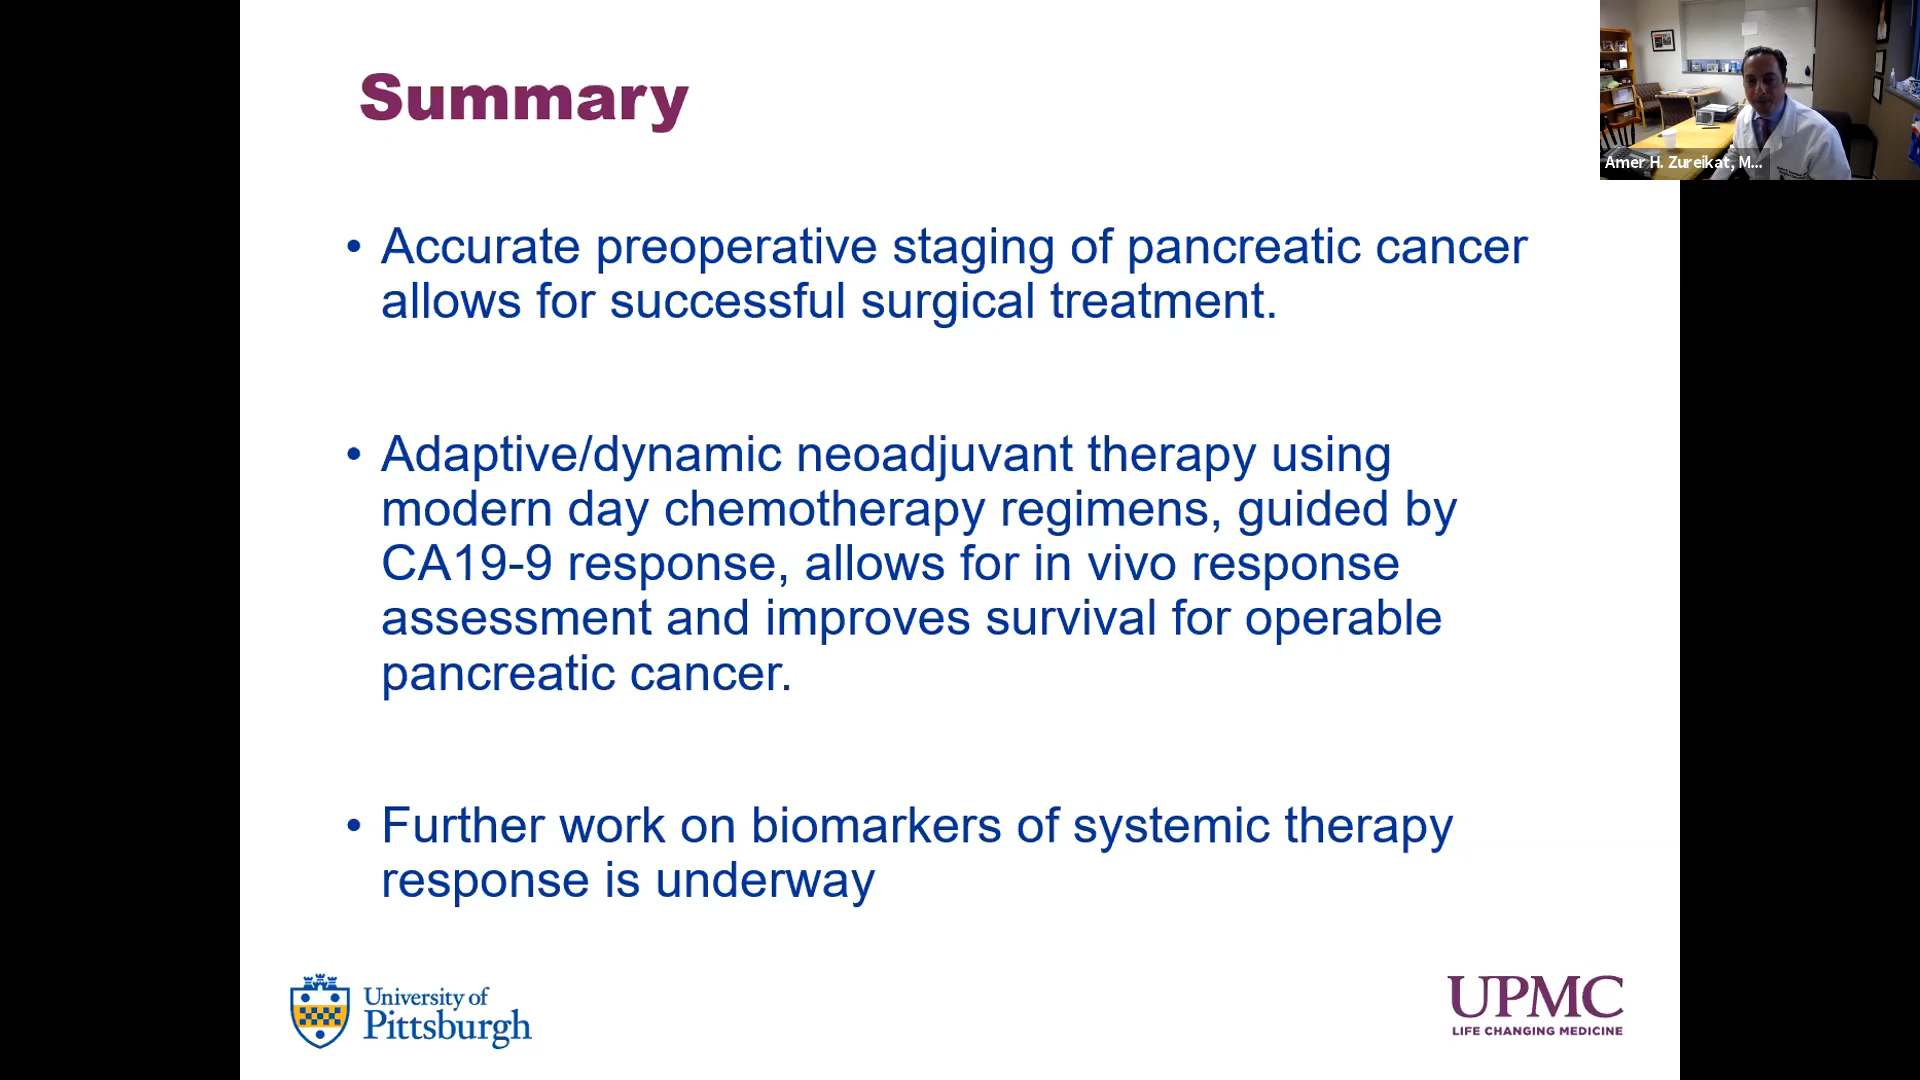 Summary
Amer H. Zureikat, M...
• Accurate preoperative staging of pancreatic cancer
allows for successful surgical treatment.
• Adaptive/dynamic neoadjuvant therapy using
modern day chemotherapy regimens, guided by
CA19-9 response, allows for in vivo response
assessment and improves survival for operable
pancreatic cancer.
• Further work on biomarkers of systemic therapy
response is underway
University of
Pittsburgh
UPMC
LIFE CHANGING MEDICINE